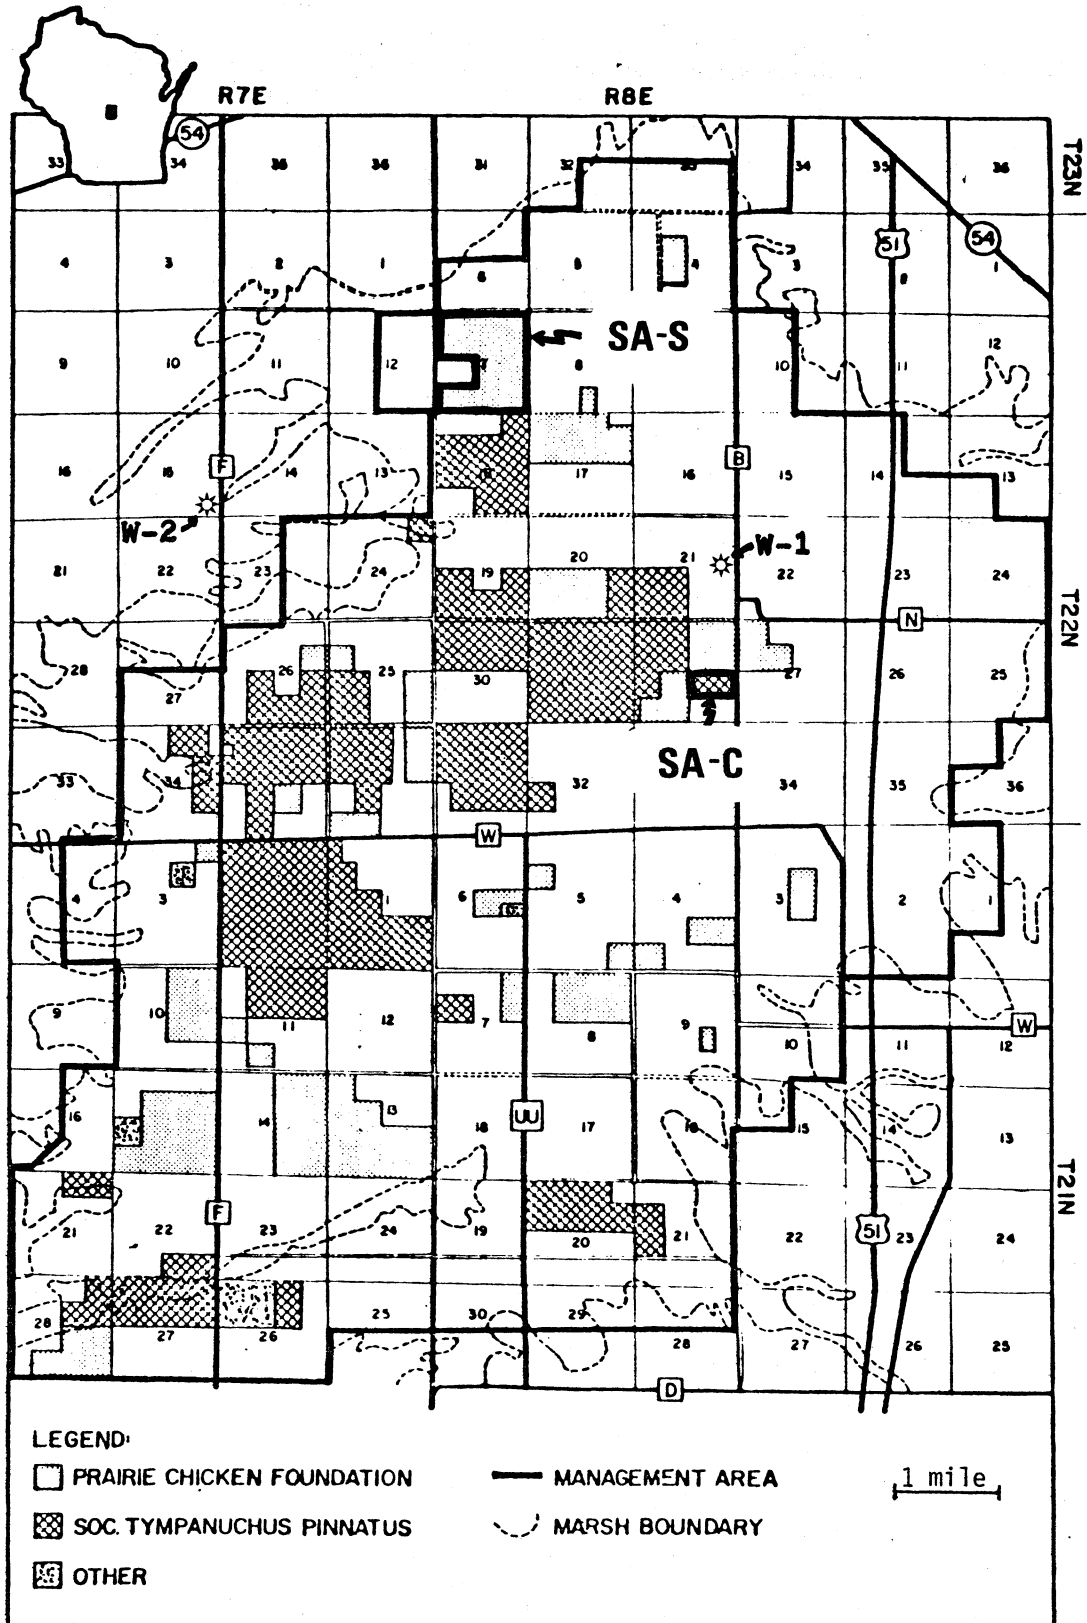 R7E R8E
54
33 34 35 36 31 32 33 34 35 36
T23N
51 54
4 3 2 1 6 5 4 3 2 1
SA-S
9 10 11 12 7 8 10 11 12
F B
16 15 14 13 18 17 16 15 14 13
W-2 W-1
21 22 23 24 19 20 21 22 23 24
T22N
N
28 27 26 25 30 27 26 25
SA-C
33 34 32 34 35 36
W
4 3 1 6 5 4 3 2 1
9 10 11 12 7 8 9 10 11 12
W
16 14 13 18 17 16 15 14 13
UU
T21N
F 51
21 22 23 24 19 20 21 22 23 24
28 27 26 25 30 29 28 27 26 25
D
LEGEND:
PRAIRIE CHICKEN FOUNDATION
MANAGEMENT AREA
1 mile
SOC. TYMPANUCHUS PINNATUS
MARSH BOUNDARY
OTHER